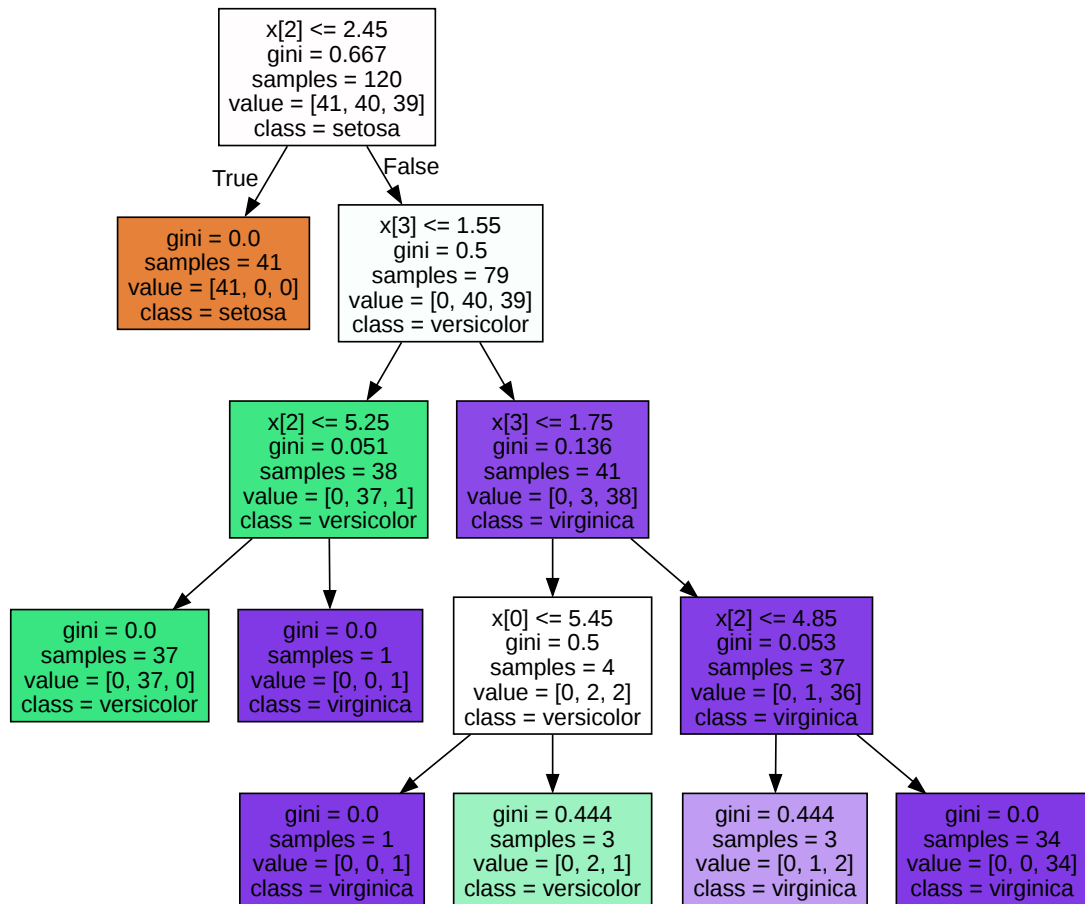 x[2] <= 2.45
gini = 0.667
samples = 120
value = [41, 40, 39]
class = setosa
True
False
gini = 0.0
samples = 41
value = [41, 0, 0]
class = setosa
x[3] <= 1.55
gini = 0.5
samples = 79
value = [0, 40, 39]
class = versicolor
x[2] <= 5.25
gini = 0.051
samples = 38
value = [0, 37, 1]
class = versicolor
x[3] <= 1.75
gini = 0.136
samples = 41
value = [0, 3, 38]
class = virginica
gini = 0.0
samples = 37
value = [0, 37, 0]
class = versicolor
gini = 0.0
samples = 1
value = [0, 0, 1]
class = virginica
x[0] <= 5.45
gini = 0.5
samples = 4
value = [0, 2, 2]
class = versicolor
x[2] <= 4.85
gini = 0.053
samples = 37
value = [0, 1, 36]
class = virginica
gini = 0.0
samples = 1
value = [0, 0, 1]
class = virginica
gini = 0.444
samples = 3
value = [0, 2, 1]
class = versicolor
gini = 0.444
samples = 3
value = [0, 1, 2]
class = virginica
gini = 0.0
samples = 34
value = [0, 0, 34]
class = virginica